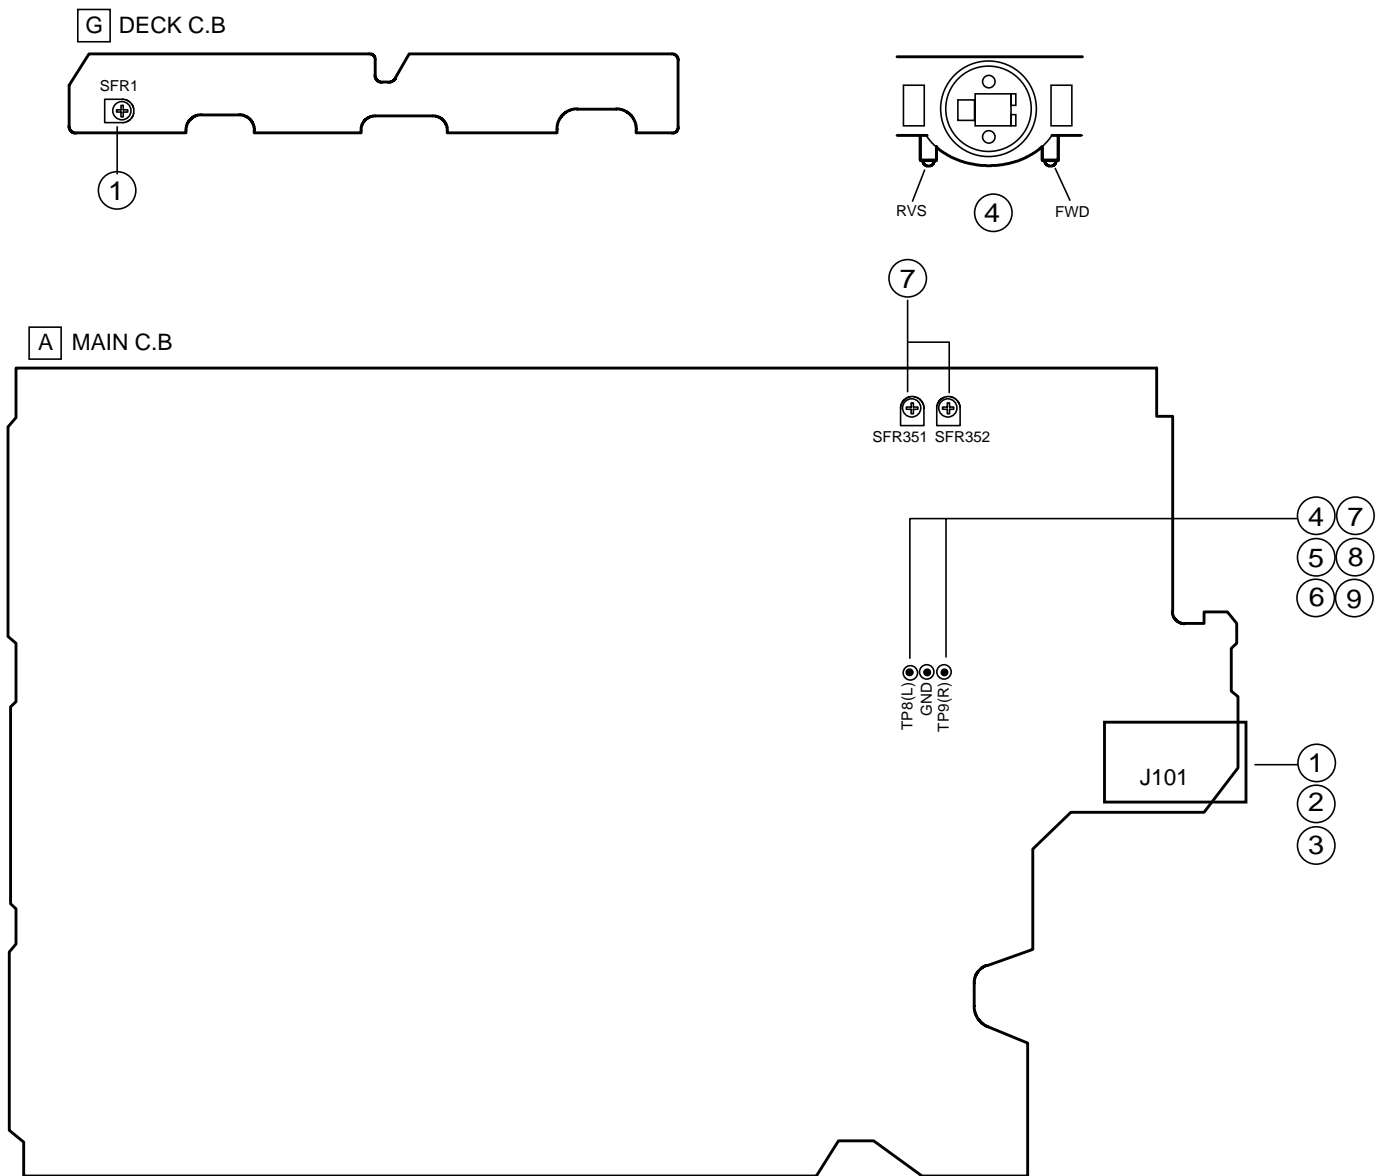 G DECK C.B
SFR1
1
RVS
4
FWD
7
A MAIN C.B
SFR351 SFR352
4 7
5 8
6 9
TP8(L)
GND
TP9(R)
J101
1
2
3